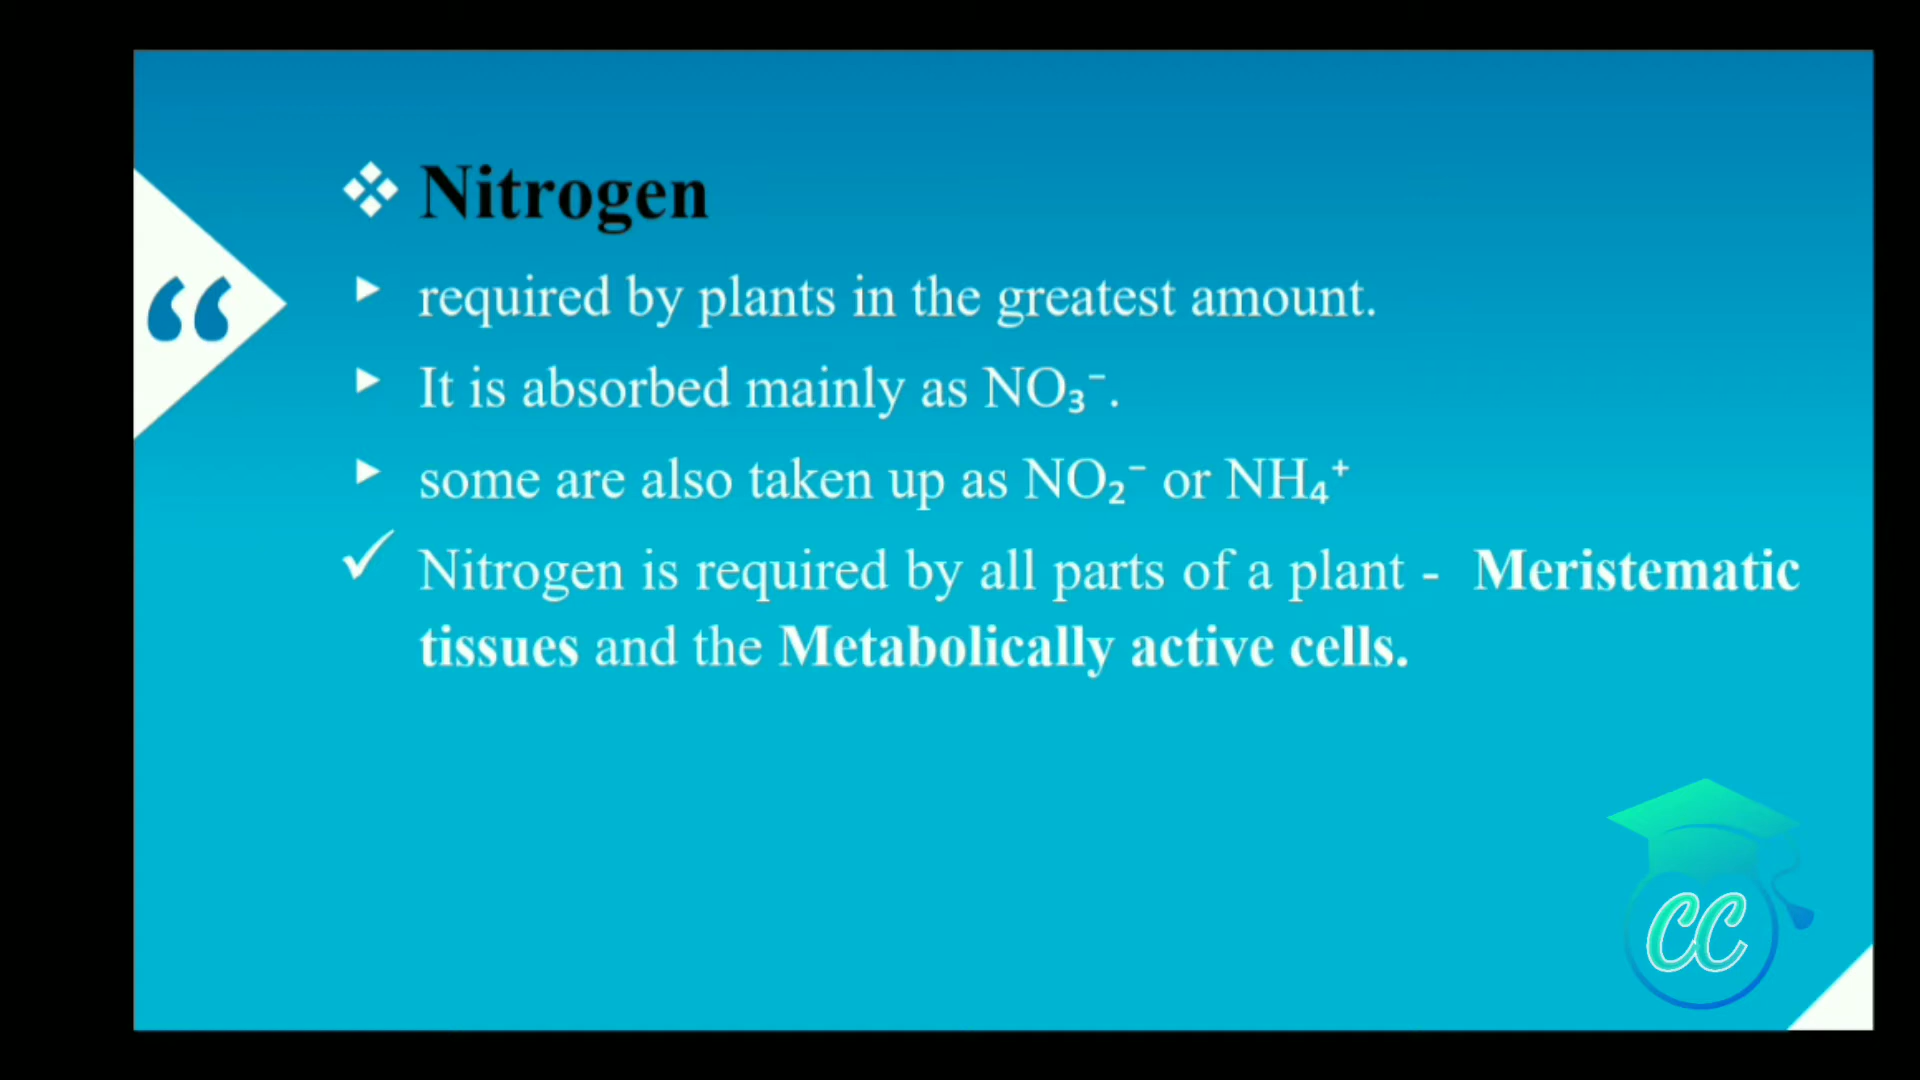 “
Nitrogen
required by plants in the greatest amount.
It is absorbed mainly as NO₃⁻.
some are also taken up as NO₂⁻ or NH₄⁺
Nitrogen is required by all parts of a plant - Meristematic
tissues and the Metabolically active cells.
CC